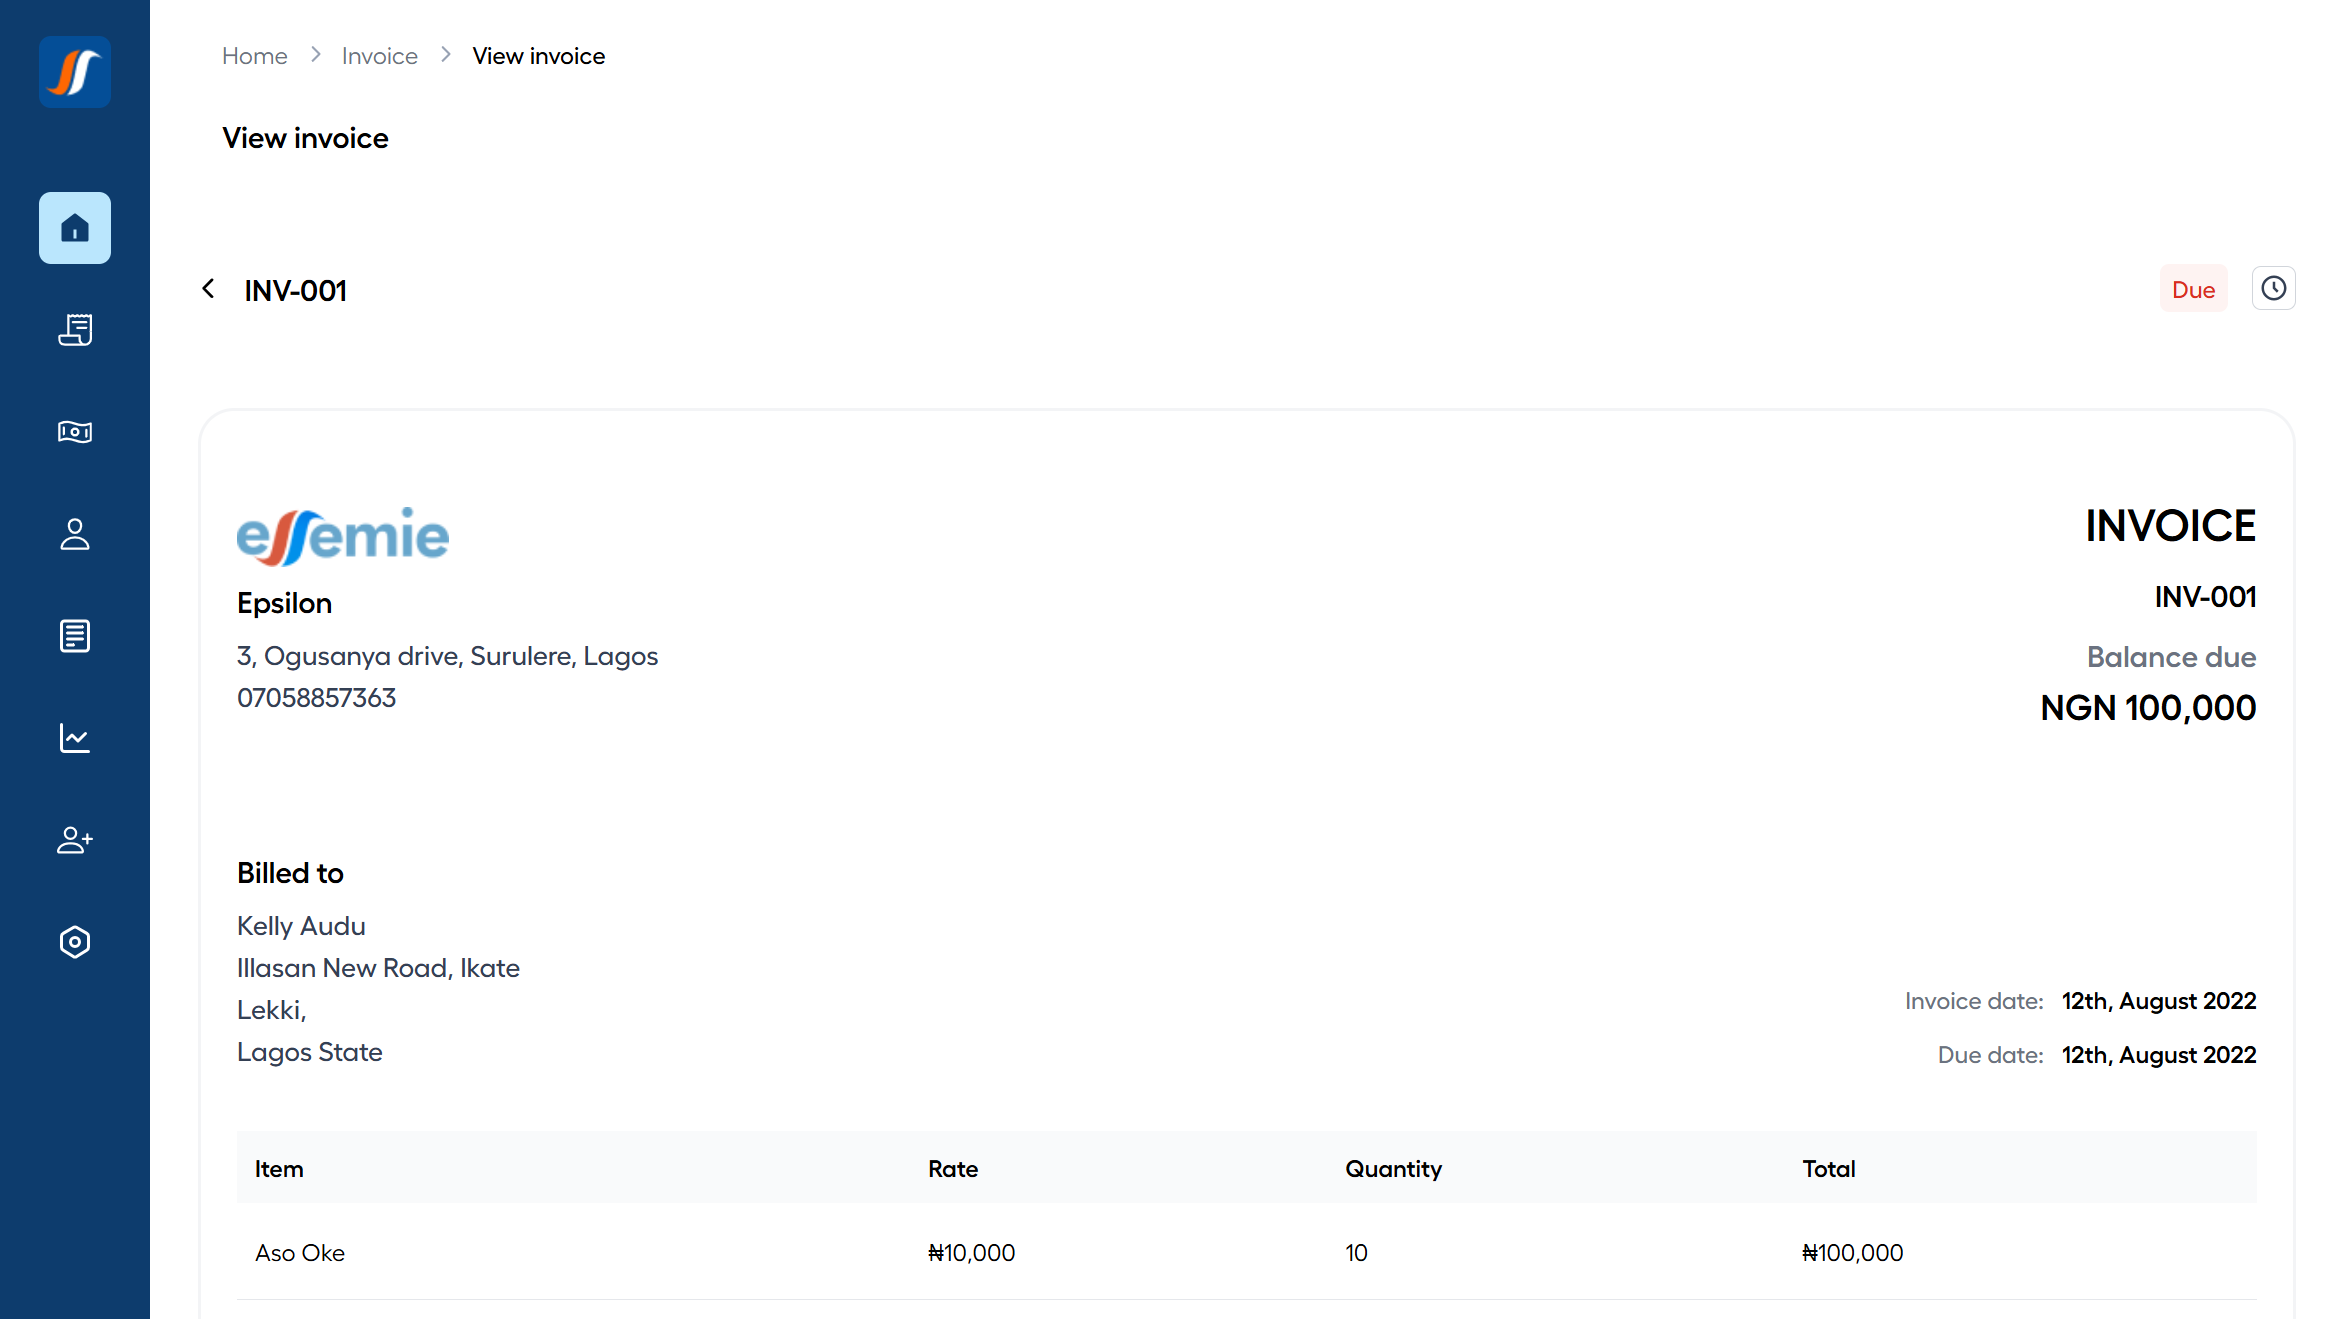 Home > Invoice > View invoice
View invoice
INV-001
Due
effemie
Epsilon
3, Ogusanya drive, Surulere, Lagos
07058857363
INVOICE
INV-001
Balance due
NGN 100,000
Billed to
Kelly Audu
Illasan New Road, Ikate
Lekki,
Lagos State
Invoice date: 12th, August 2022
Due date: 12th, August 2022
Item Rate Quantity Total
Aso Oke ₦10,000 10 ₦100,000